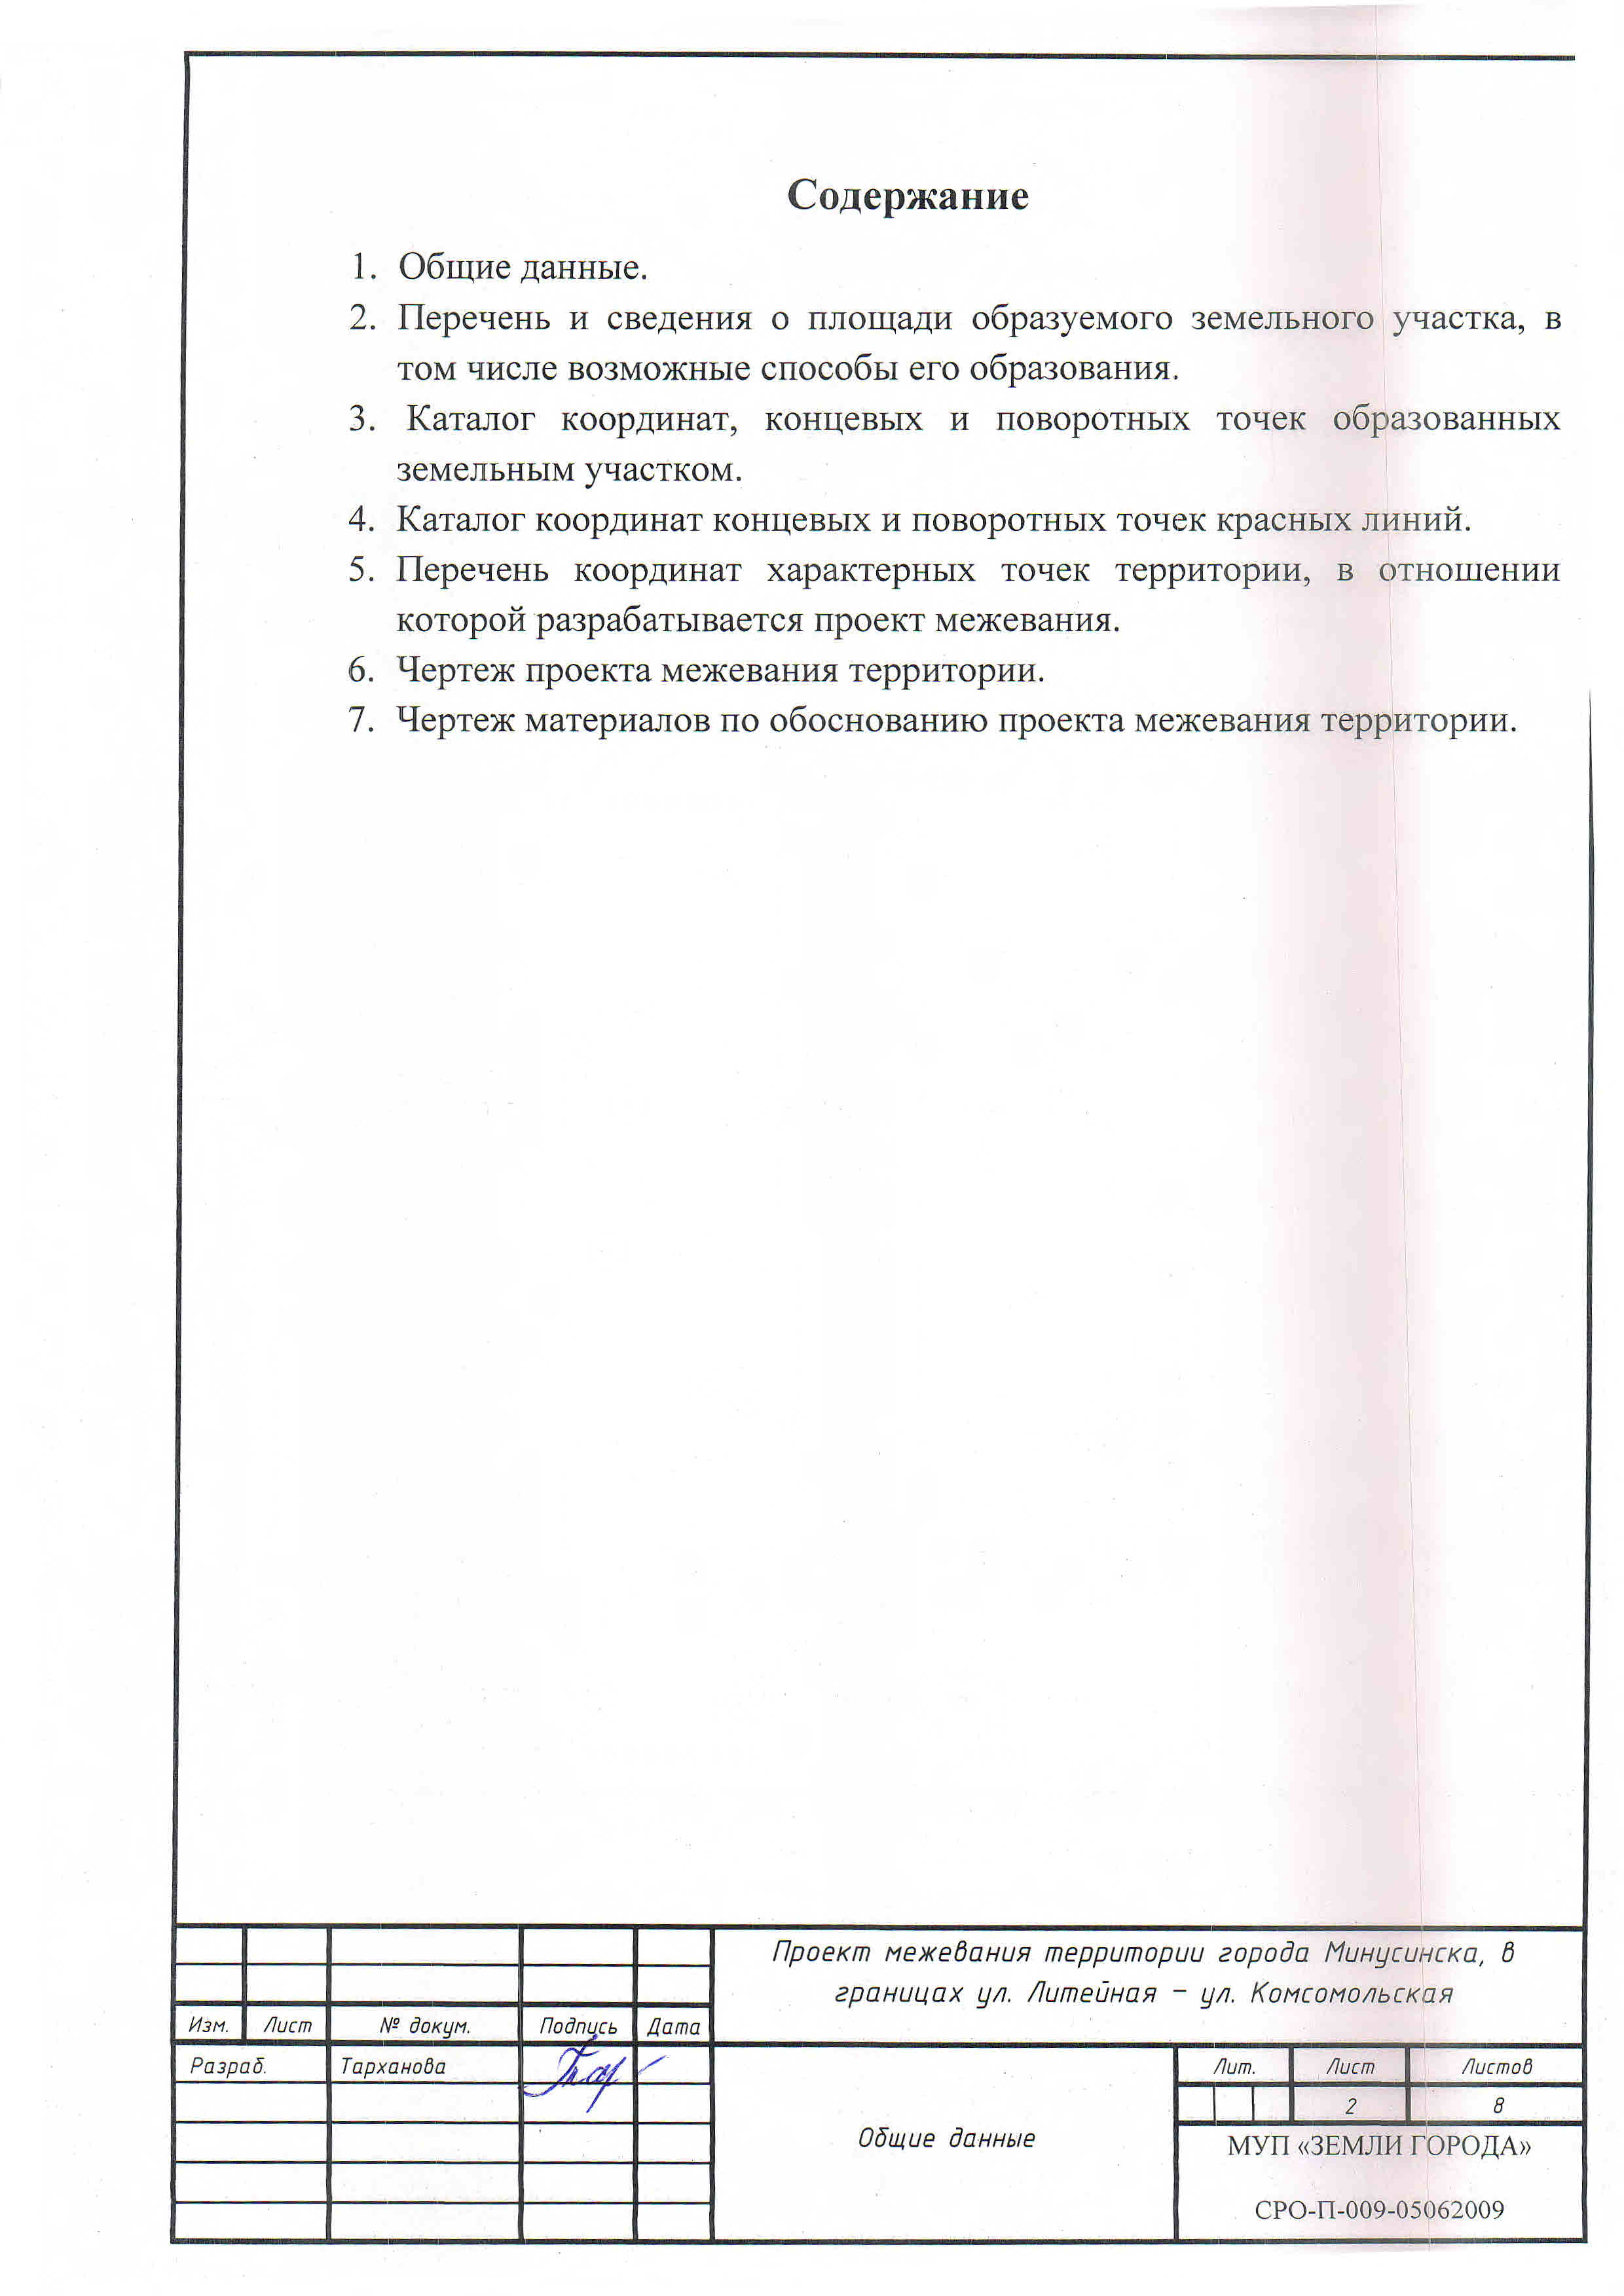 Содержание
1. Общие данные.
2. Перечень и сведения о площади образуемого земельного участка, в
том числе возможные способы его образования.
3. Каталог координат, концевых и поворотных точек образованных
земельным участком.
4. Каталог координат концевых и поворотных точек красных линий.
5. Перечень координат характерных точек территории, в отношении
которой разрабатывается проект межевания.
6. Чертеж проекта межевания территории.
7. Чертеж материалов по обоснованию проекта межевания территории.
Проект межевания территории города Минусинска, в
границах ул. Литейная – ул. Комсомольская
Изм. Лист № докум. Подпись Дата
Разраб. Тарханова
Общие данные
Лит. Лист Листов
2 8
МУП «ЗЕМЛИ ГОРОДА»
СРО-П-009-05062009